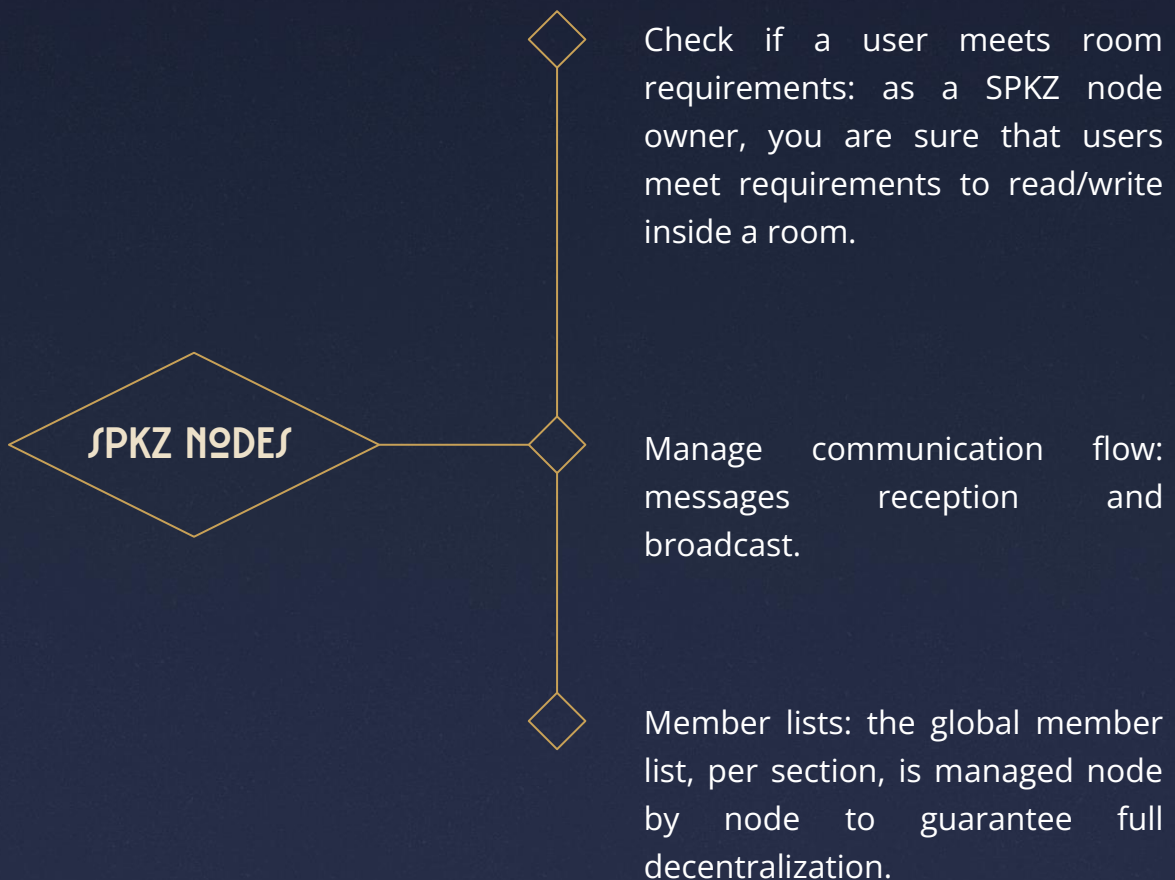 Check if a user meets room
requirements: as a SPKZ node
owner, you are sure that users
meet requirements to read/write
inside a room.
SPKZ NODES
Manage communication flow:
messages reception and
broadcast.
Member lists: the global member
list, per section, is managed node
by node to guarantee full
decentralization.